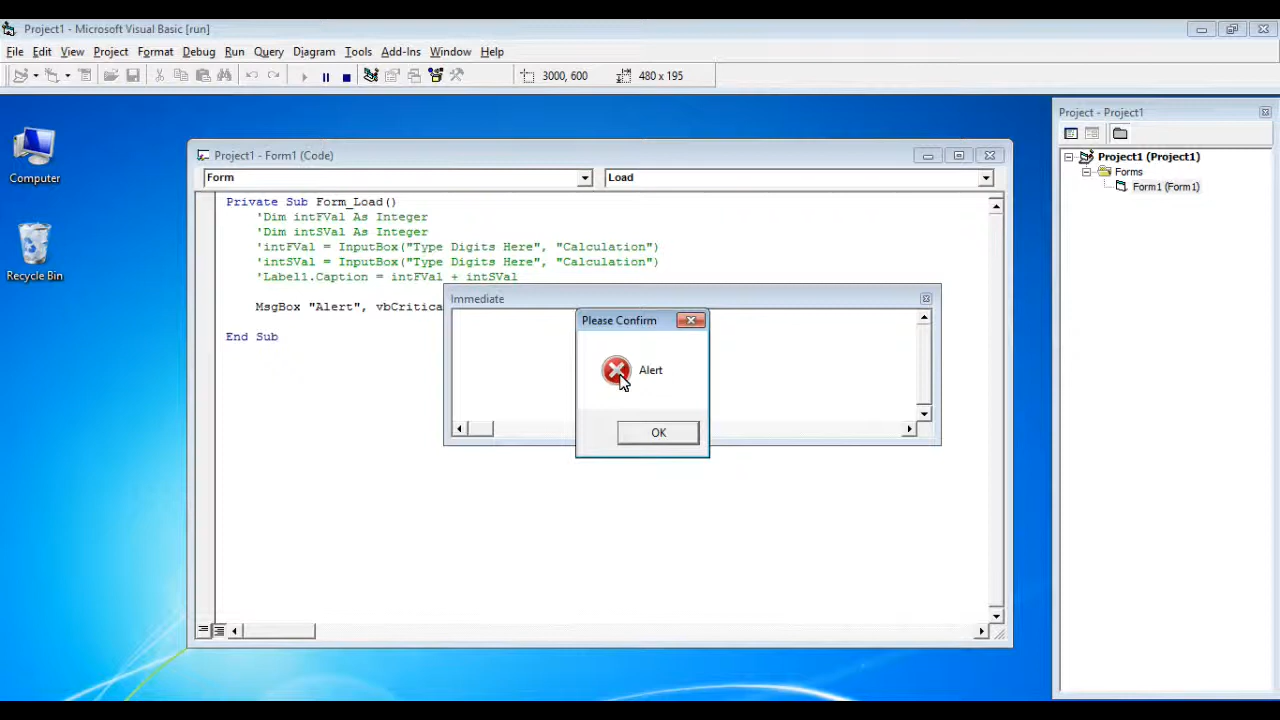 Project1 - Microsoft Visual Basic [run]
File Edit View Project Format Debug Run Query Diagram Tools Add-Ins Window Help
3000, 600 480 x 195
Computer
Recycle Bin
Project1 - Form1 (Code)
Form Load
Private Sub Form_Load()
'Dim intFVal As Integer
'Dim intSVal As Integer
'intFVal = InputBox("Type Digits Here", "Calculation")
'intSVal = InputBox("Type Digits Here", "Calculation")
'Label1.Caption = intFVal + intSVal
MsgBox "Alert", vbCritica
End Sub
Immediate
Please Confirm
Alert
OK
Project - Project1
Project1 (Project1)
Forms
Form1 (Form1)